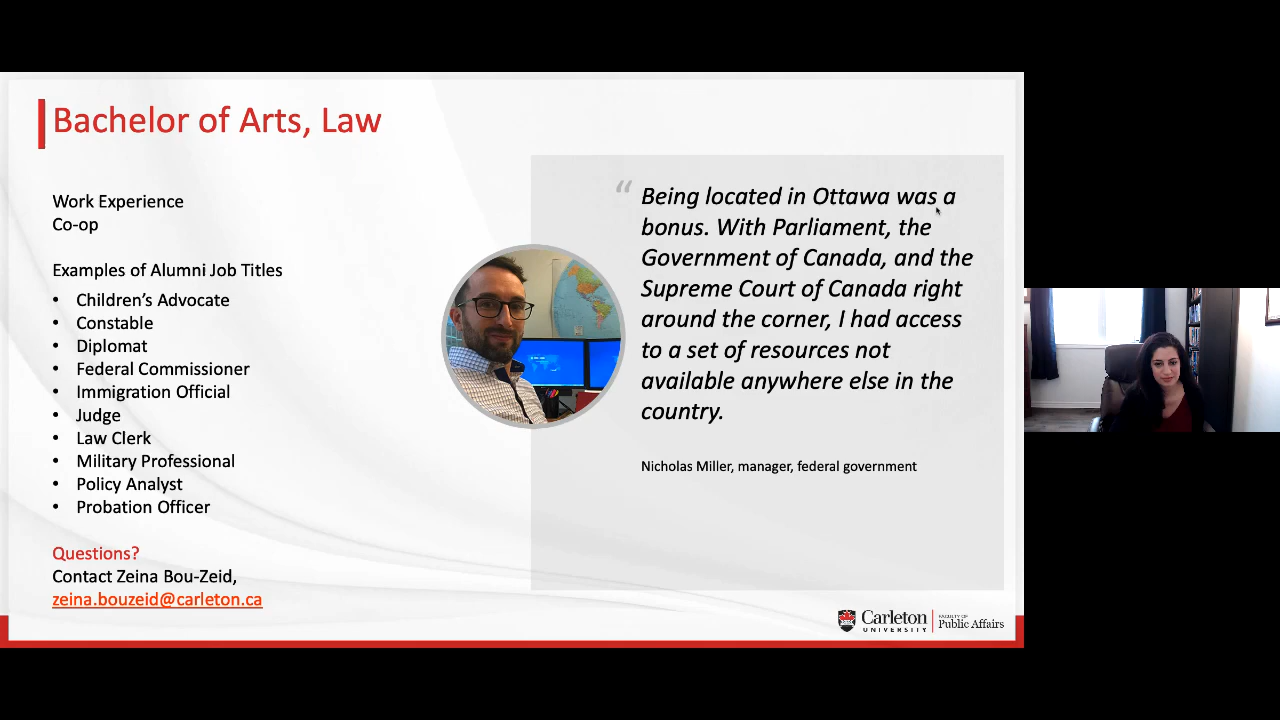 Bachelor of Arts, Law
Work Experience
Co-op
Examples of Alumni Job Titles
• Children’s Advocate
• Constable
• Diplomat
• Federal Commissioner
• Immigration Official
• Judge
• Law Clerk
• Military Professional
• Policy Analyst
• Probation Officer
Questions?
Contact Zeina Bou-Zeid,
zeina.bouzeid@carleton.ca
“ Being located in Ottawa was a
bonus. With Parliament, the
Government of Canada, and the
Supreme Court of Canada right
around the corner, I had access
to a set of resources not
available anywhere else in the
country.
Nicholas Miller, manager, federal government
Carleton
UNIVERSITY
FACULTY OF
Public Affairs